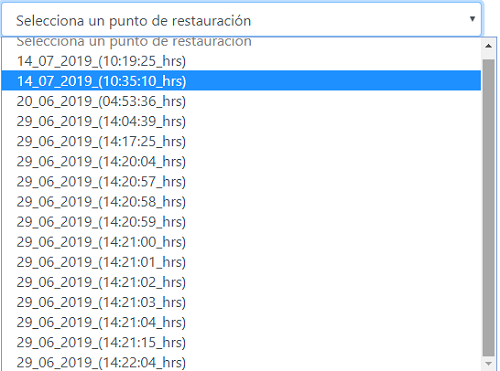 Selecciona un punto de restauración
Selecciona un punto de restauración
14_07_2019_(10:19:25_hrs)
14_07_2019_(10:35:10_hrs)
20_06_2019_(04:53:36_hrs)
29_06_2019_(14:04:39_hrs)
29_06_2019_(14:17:25_hrs)
29_06_2019_(14:20:04_hrs)
29_06_2019_(14:20:57_hrs)
29_06_2019_(14:20:58_hrs)
29_06_2019_(14:20:59_hrs)
29_06_2019_(14:21:00_hrs)
29_06_2019_(14:21:01_hrs)
29_06_2019_(14:21:02_hrs)
29_06_2019_(14:21:03_hrs)
29_06_2019_(14:21:04_hrs)
29_06_2019_(14:21:15_hrs)
29_06_2019_(14:22:04_hrs)